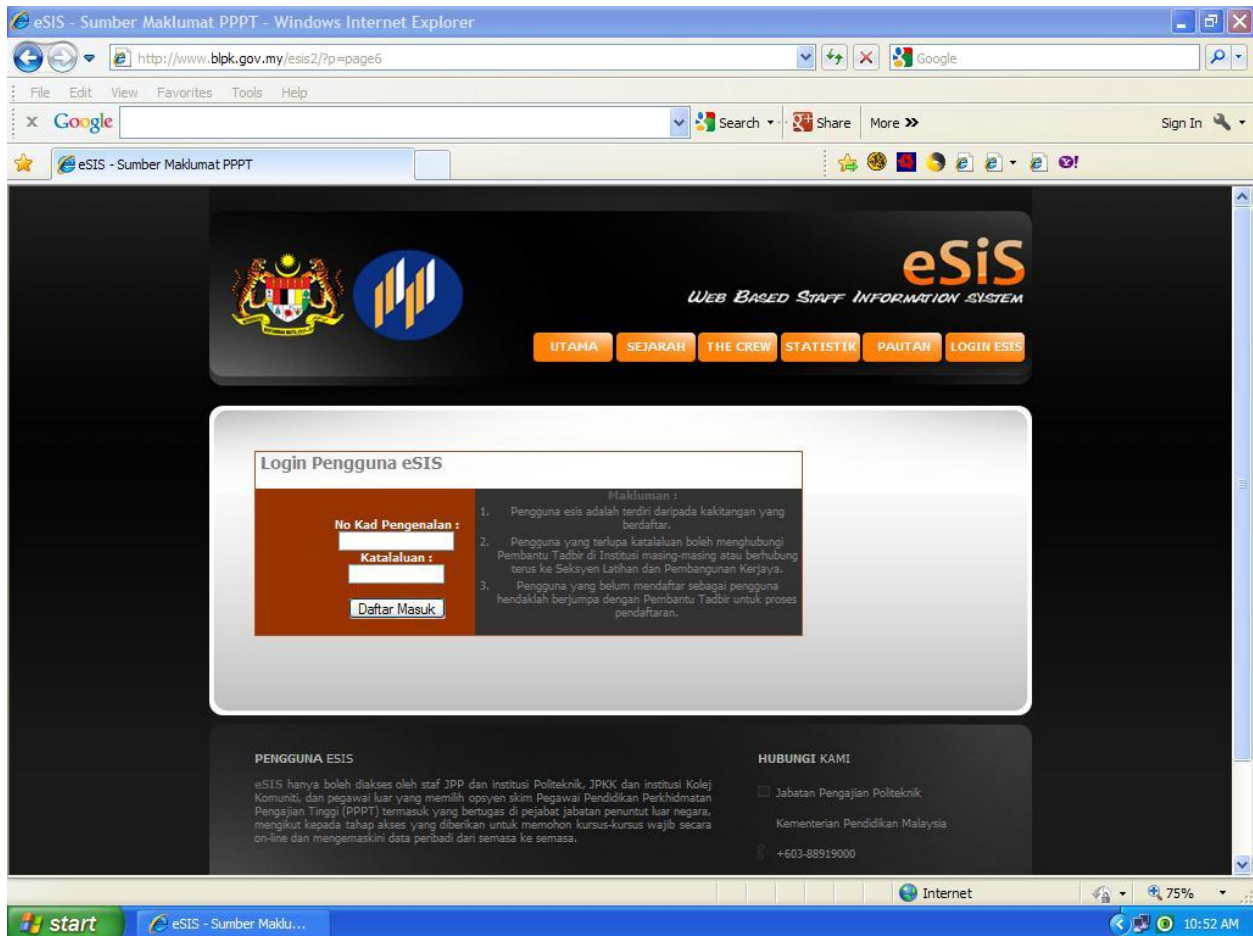 eSIS - Sumber Maklumat PPPT - Windows Internet Explorer
http://www.blpk.gov.my/esis2/?p=page6
Google
File Edit View Favorites Tools Help
x Google
Search
Share
More »
Sign In
eSIS - Sumber Maklumat PPPT
eSiS
WEB BASED STAFF INFORMATION SYSTEM
UTAMA SEJARAH THE CREW STATISTIK PAUTAN LOGIN ESIS
Login Pengguna eSIS
No Kad Pengenalan :
Katalaluan :
Daftar Masuk
Makluman :
1. Pengguna esis adalah terdiri daripada kakitangan yang
berdaftar.
2. Pengguna yang terlupa katalaluan boleh menghubungi
Pembantu Tadbir di Institusi masing-masing atau berhubung
terus ke Seksyen Latihan dan Pembangunan Kerjaya.
3. Pengguna yang belum mendaftar sebagai pengguna
hendaklah berjumpa dengan Pembantu Tadbir untuk proses
pendaftaran.
PENGGUNA ESIS
eSIS hanya boleh diakses oleh staf JPP dan institusi Politeknik, JPKK dan institusi Kolej
Komuniti, dan pegawai luar yang memilih opsyen skim Pegawai Pendidikan Perkhidmatan
Pengajian Tinggi (PPPT) termasuk yang bertugas di pejabat jabatan penuntut luar negara,
mengikut kepada tahap akses yang diberikan untuk memohon kursus-kursus wajib secara
on-line dan mengemaskini data peribadi dari semasa ke semasa.
HUBUNGI KAMI
Jabatan Pengajian Politeknik
Kementerian Pendidikan Malaysia
+603-88919000
Internet
75%
start
eSIS - Sumber Maklu...
10:52 AM